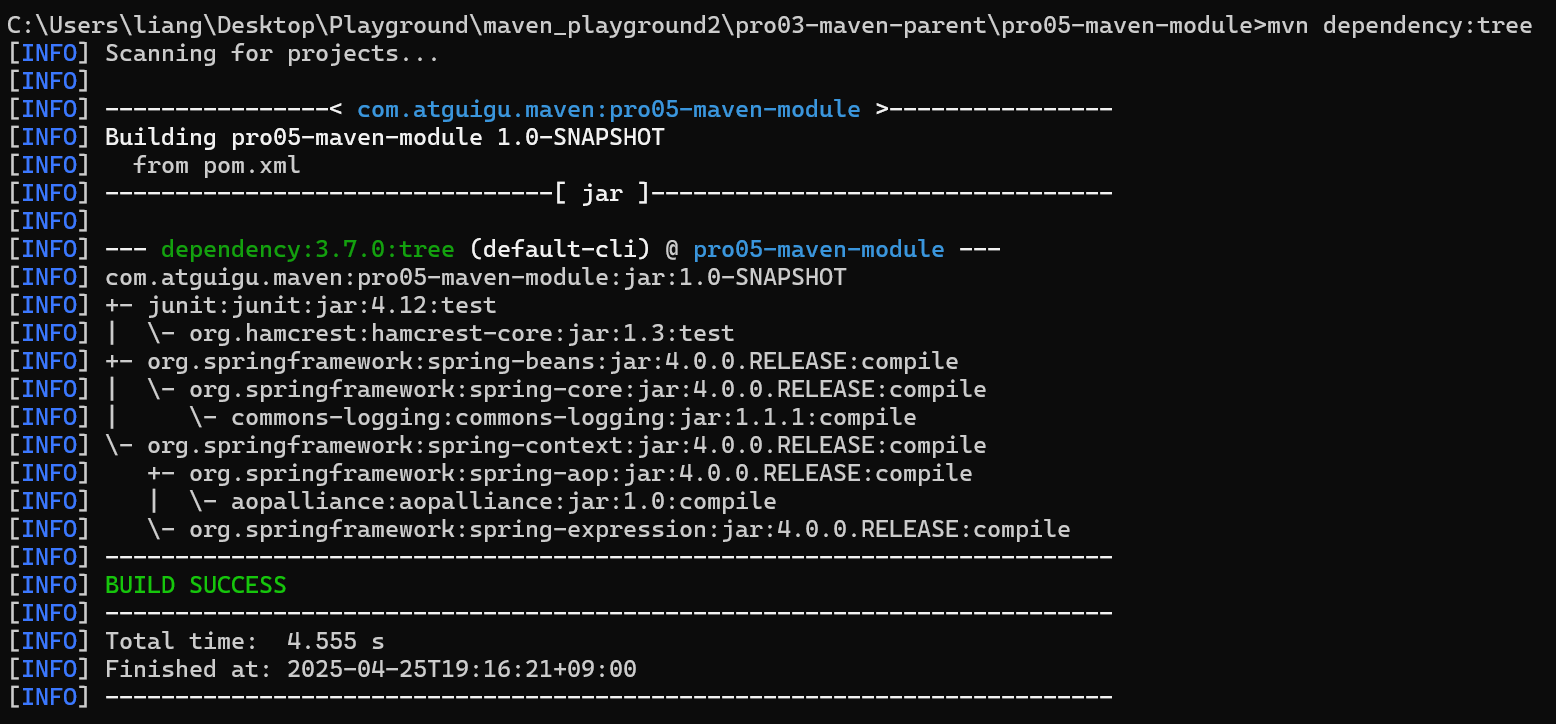 C:\Users\liang\Desktop\Playground\maven_playground2\pro03-maven-parent\pro05-maven-module>mvn dependency:tree
[INFO] Scanning for projects...
[INFO]
[INFO] ----------------< com.atguigu.maven:pro05-maven-module >----------------
[INFO] Building pro05-maven-module 1.0-SNAPSHOT
[INFO]   from pom.xml
[INFO] --------------------------------[ jar ]---------------------------------
[INFO]
[INFO] --- dependency:3.7.0:tree (default-cli) @ pro05-maven-module ---
[INFO] com.atguigu.maven:pro05-maven-module:jar:1.0-SNAPSHOT
[INFO] +- junit:junit:jar:4.12:test
[INFO] |  \- org.hamcrest:hamcrest-core:jar:1.3:test
[INFO] +- org.springframework:spring-beans:jar:4.0.0.RELEASE:compile
[INFO] |  \- org.springframework:spring-core:jar:4.0.0.RELEASE:compile
[INFO] |     \- commons-logging:commons-logging:jar:1.1.1:compile
[INFO] \- org.springframework:spring-context:jar:4.0.0.RELEASE:compile
[INFO]    +- org.springframework:spring-aop:jar:4.0.0.RELEASE:compile
[INFO]    |  \- aopalliance:aopalliance:jar:1.0:compile
[INFO]    \- org.springframework:spring-expression:jar:4.0.0.RELEASE:compile
[INFO] ------------------------------------------------------------------------
[INFO] BUILD SUCCESS
[INFO] ------------------------------------------------------------------------
[INFO] Total time:  4.555 s
[INFO] Finished at: 2025-04-25T19:16:21+09:00
[INFO] ------------------------------------------------------------------------